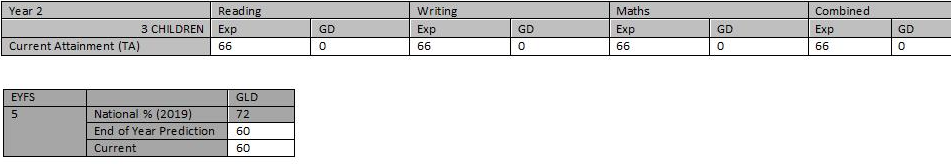 Year 2 Reading Writing Maths Combined
3 CHILDREN Exp GD Exp GD Exp GD Exp GD
Current Attainment (TA) 66 0 66 0 66 0 66 0
EYFS GLD
5 National % (2019) 72
End of Year Prediction 60
Current 60